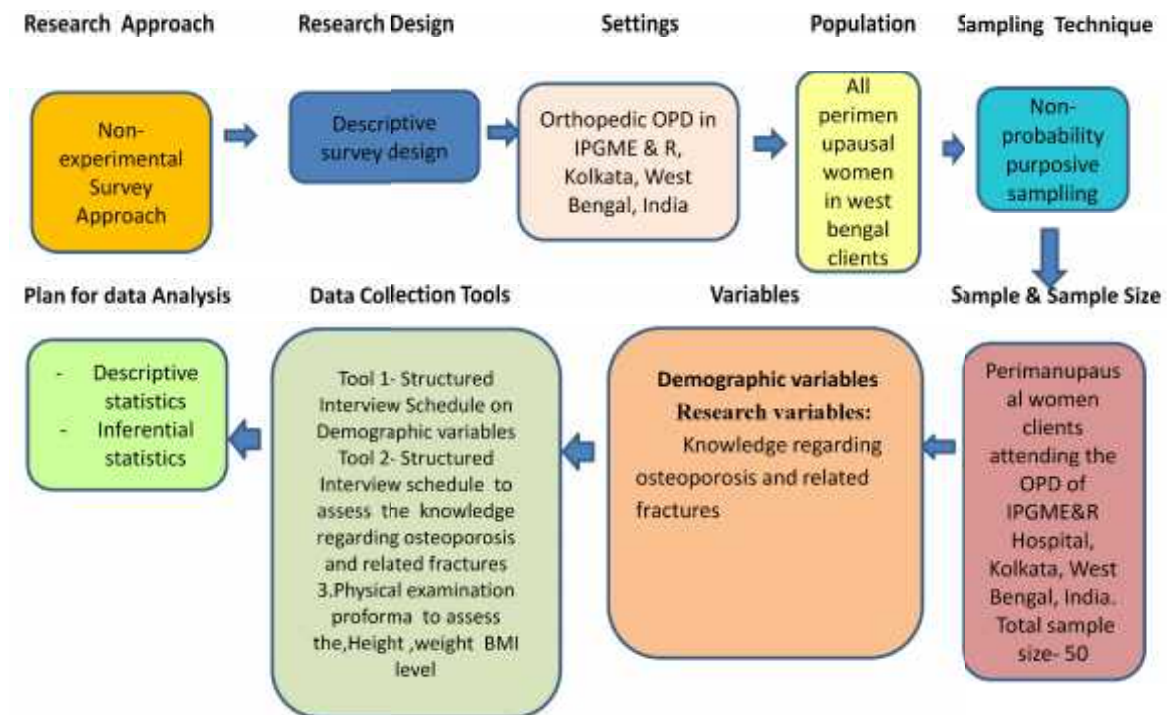 Research Approach
Research Design
Settings
Population
Sampling Technique
Non-
experimental
Survey
Approach
Descriptive
survey design
Orthopedic OPD in
IPGME & R,
Kolkata, West
Bengal, India
All
perimen
upausal
women
in west
bengal
clients
Non-
probability
purposive
samplliing
Sample & Sample Size
Perimanupaus
al women
clients
attending the
OPD of
IPGME&R
Hospital,
Kolkata, West
Bengal, India.
Total sample
size- 50
Variables
Demographic variables
Research variables:
Knowledge regarding
osteoporosis and related
fractures
Data Collection Tools
Tool 1- Structured
Interview Schedule on
Demographic variables
Tool 2- Structured
Interview schedule to
assess the knowledge
regarding osteoporosis
and related fractures
3.Physical examination
proforma to assess
the,Height ,weight BMI
level
Plan for data Analysis
- Descriptive
statistics
- Inferential
statistics